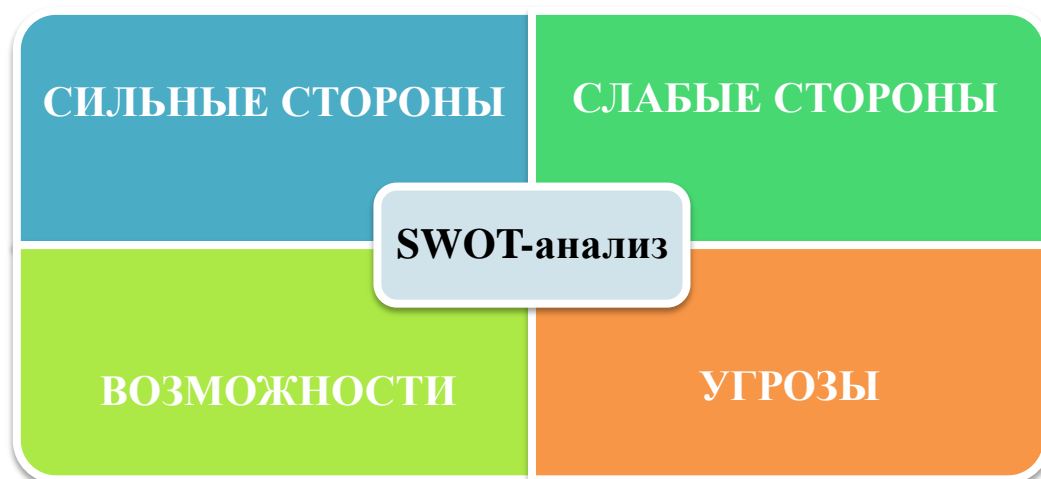 СИЛЬНЫЕ СТОРОНЫ
СЛАБЫЕ СТОРОНЫ
SWOT-анализ
ВОЗМОЖНОСТИ
УГРОЗЫ